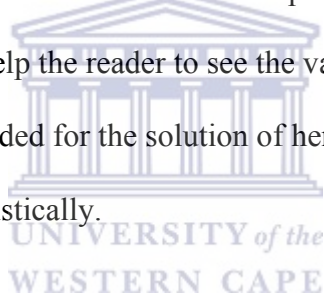 elp the reader to see the va
ded for the solution of her
stically.
UNIVERSITY of the
WESTERN CAPE